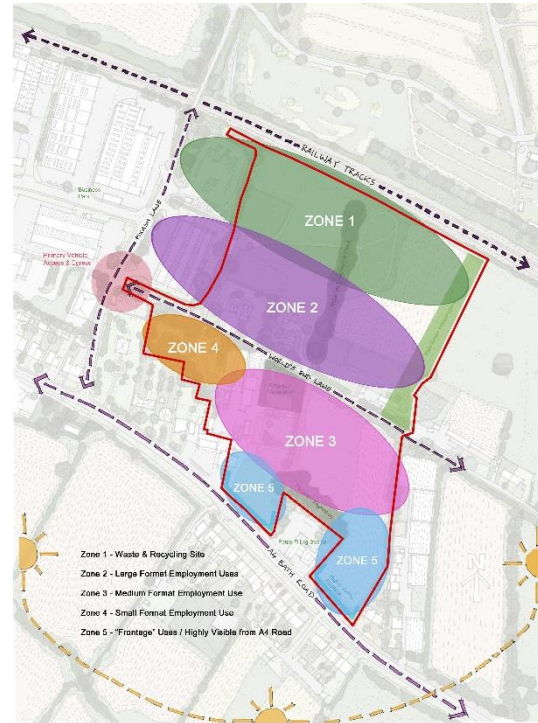 RAILWAY TRACKS
ZONE 1
Business
Park
Primary Vehicle
Access & Egress
ZONE 2
ZONE 4
WORLD'S END LANE
ZONE 3
ZONE 5
Petrol Filling Station
ZONE 5
A4 BATH ROAD
Zone 1 - Waste & Recycling Site
Zone 2 - Large Format Employment Uses
Zone 3 - Medium Format Employment Use
Zone 4 - Small Format Employment Use
Zone 5 - "Frontage" Uses / Highly Visible from A4 Road